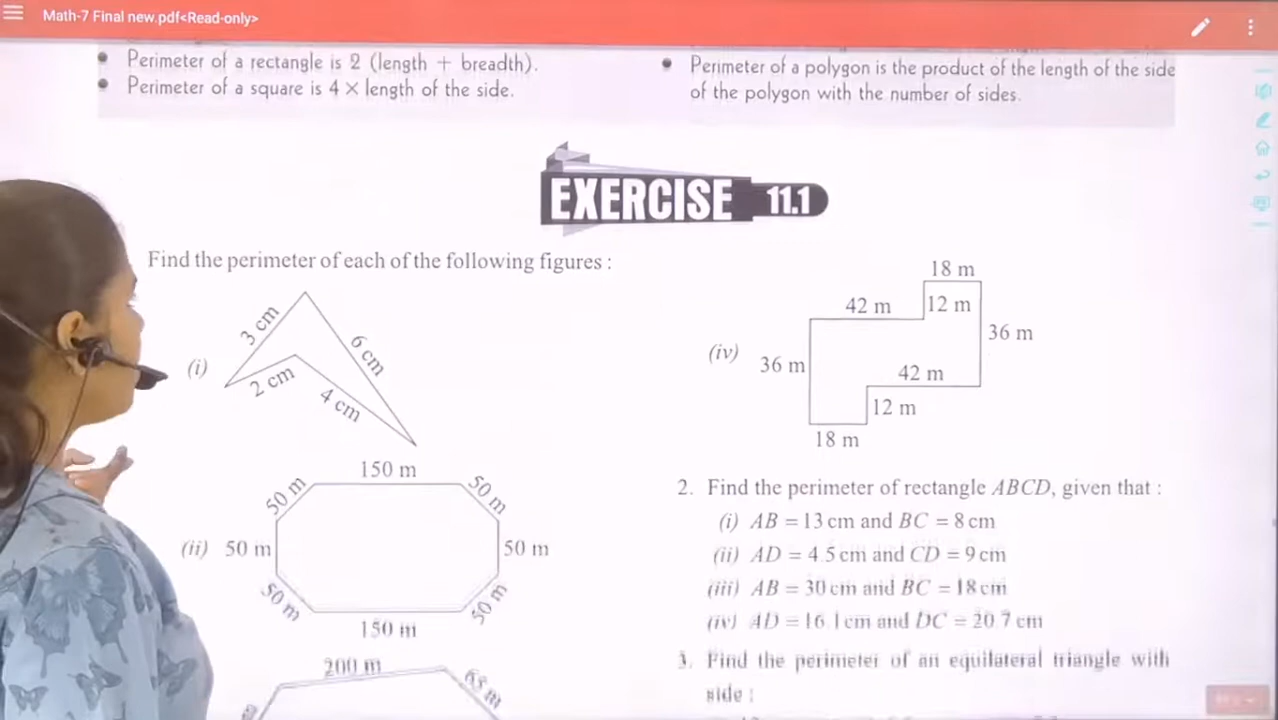 Math-7 Final new.pdf<Read-only>
• Perimeter of a rectangle is 2 (length + breadth).
• Perimeter of a square is 4 × length of the side.
• Perimeter of a polygon is the product of the length of the side
of the polygon with the number of sides.
EXERCISE 11.1
Find the perimeter of each of the following figures :
(i)
3 cm
6 cm
2 cm
4 cm
(ii)
150 m
50 m
50 m
50 m
50 m
50 m
50 m
150 m
200 m
65 m
(iv)
18 m
42 m
12 m
36 m
36 m
42 m
12 m
18 m
2. Find the perimeter of rectangle ABCD, given that :
(i) AB = 13 cm and BC = 8 cm
(ii) AD = 4.5 cm and CD = 9 cm
(iii) AB = 30 cm and BC = 18 cm
(iv) AD = 16.1 cm and DC = 20.7 cm
3. Find the perimeter of an equilateral triangle with
side :